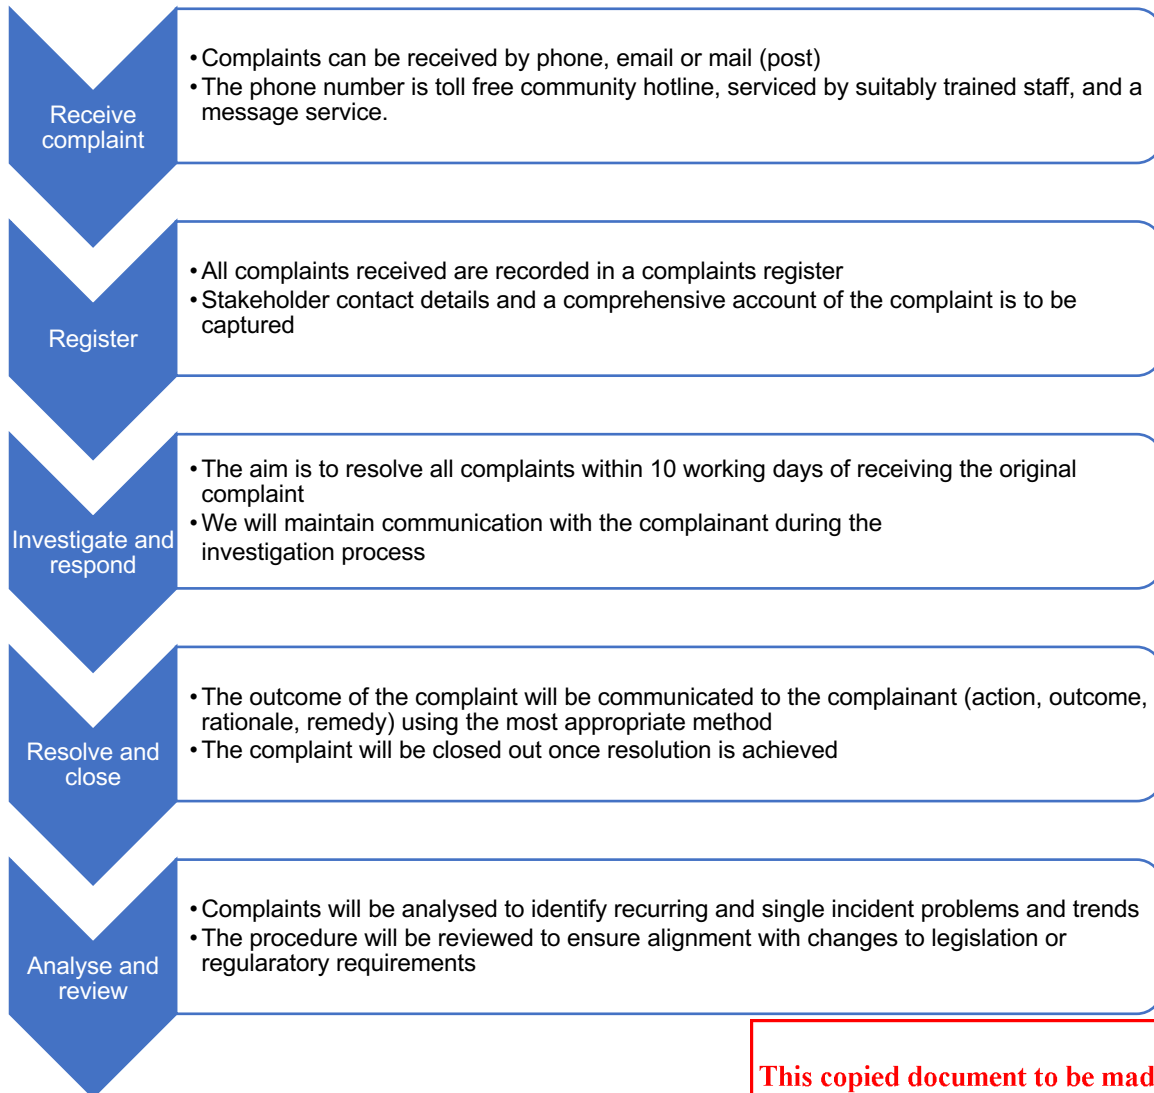 Receive
complaint
• Complaints can be received by phone, email or mail (post)
• The phone number is toll free community hotline, serviced by suitably trained staff, and a
message service.
Register
• All complaints received are recorded in a complaints register
• Stakeholder contact details and a comprehensive account of the complaint is to be
captured
Investigate and
respond
• The aim is to resolve all complaints within 10 working days of receiving the original
complaint
• We will maintain communication with the complainant during the
investigation process
Resolve and
close
• The outcome of the complaint will be communicated to the complainant (action, outcome,
rationale, remedy) using the most appropriate method
• The complaint will be closed out once resolution is achieved
Analyse and
review
• Complaints will be analysed to identify recurring and single incident problems and trends
• The procedure will be reviewed to ensure alignment with changes to legislation or
regularatory requirements
This copied document to be mad